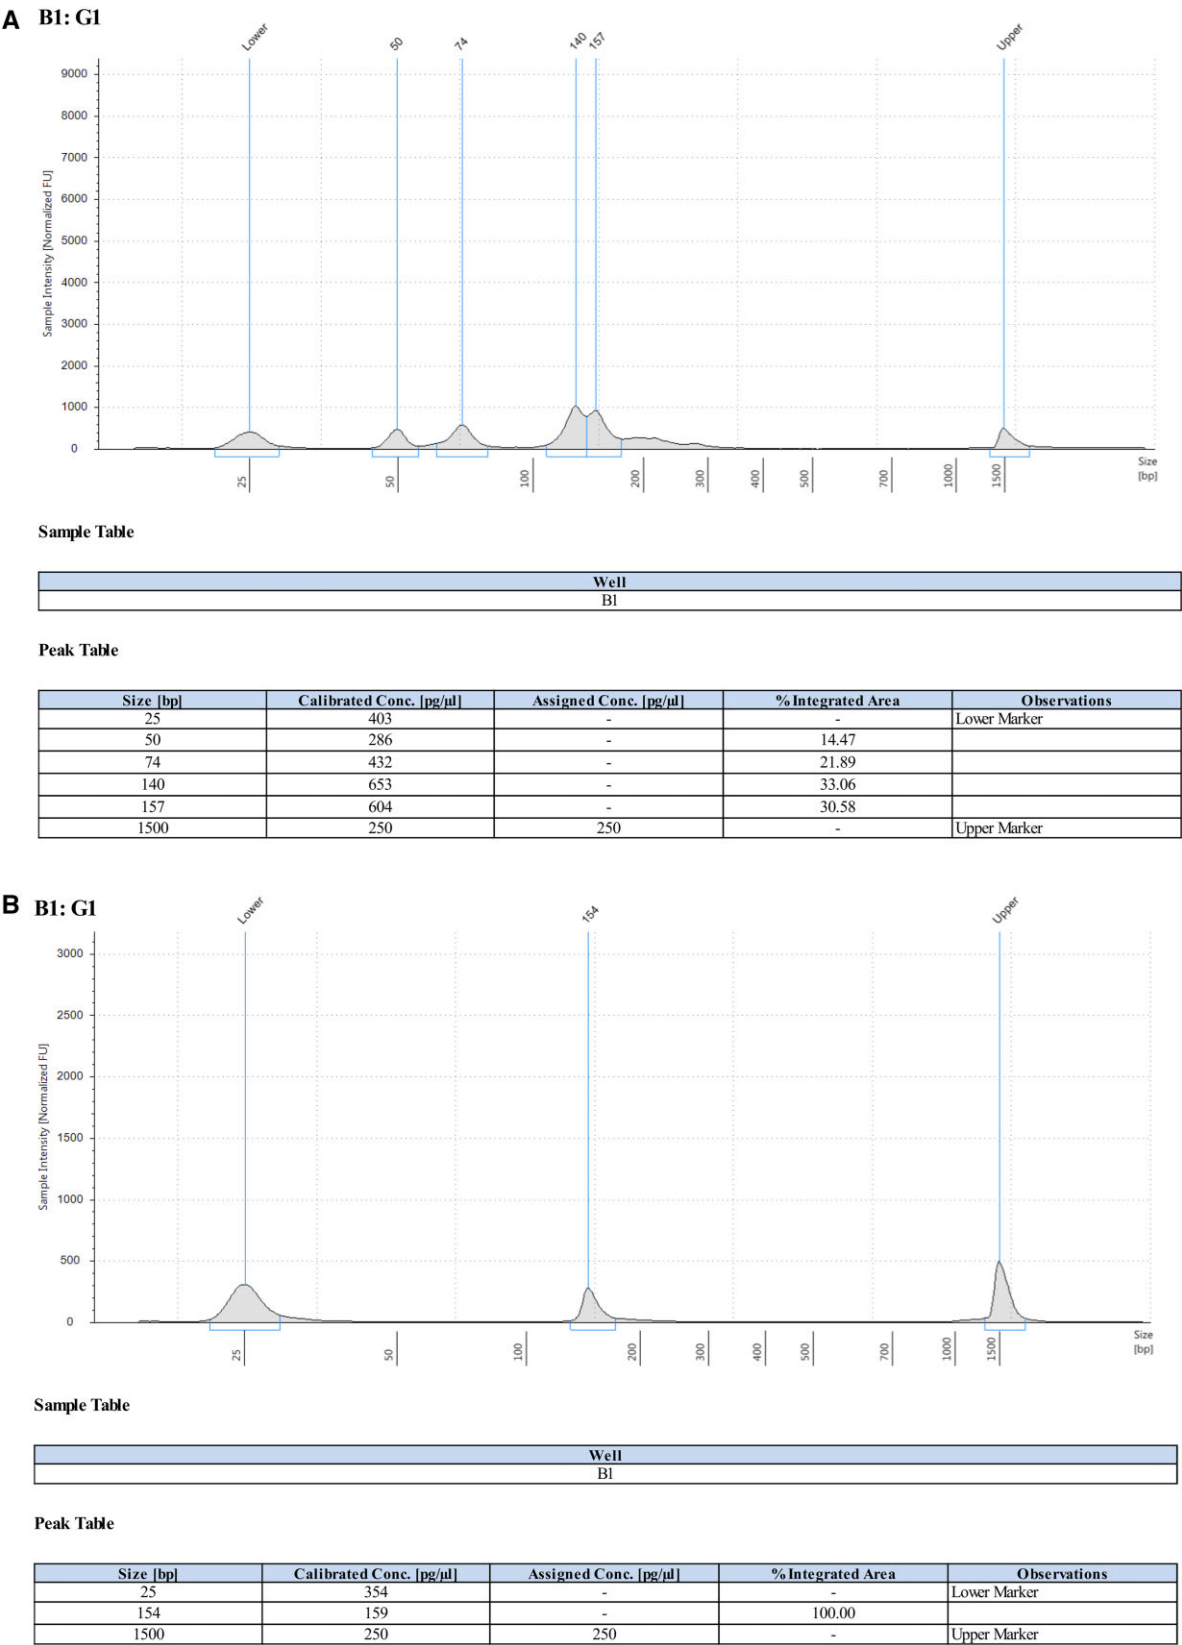 A B1: G1
Lower 50 74 140 157 Upper
Sample Intensity [Normalized FU]
9000
8000
7000
6000
5000
4000
3000
2000
1000
0
25 50 100 200 300 400 500 700 1000 1500 Size [bp]
Sample Table
Well
B1
Peak Table
Size [bp] Calibrated Conc. [pg/µl] Assigned Conc. [pg/µl] % Integrated Area Observations
25 403 - - Lower Marker
50 286 - 14.47
74 432 - 21.89
140 653 - 33.06
157 604 - 30.58
1500 250 250 - Upper Marker
B B1: G1
Lower 154 Upper
Sample Intensity [Normalized FU]
3000
2500
2000
1500
1000
500
0
25 50 100 200 300 400 500 700 1000 1500 Size [bp]
Sample Table
Well
B1
Peak Table
Size [bp] Calibrated Conc. [pg/µl] Assigned Conc. [pg/µl] % Integrated Area Observations
25 354 - - Lower Marker
154 159 - 100.00
1500 250 250 - Upper Marker